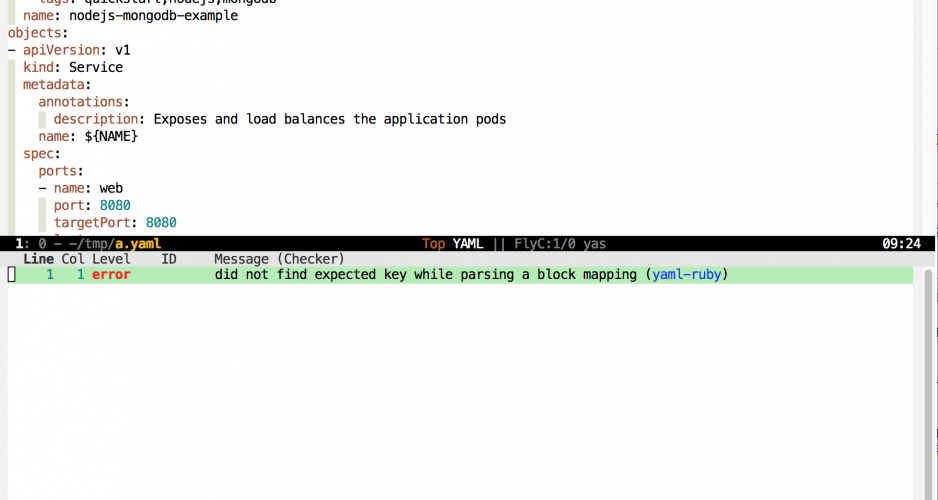 tags: quickstart,nodejs,mongodb
name: nodejs-mongodb-example
objects:
- apiVersion: v1
kind: Service
metadata:
annotations:
description: Exposes and load balances the application pods
name: ${NAME}
spec:
ports:
- name: web
port: 8080
targetPort: 8080
1: 0 - ~/tmp/a.yaml Top YAML || FlyC:1/0 yas 09:24
Line Col Level ID Message (Checker)
1 1 error did not find expected key while parsing a block mapping (yaml-ruby)